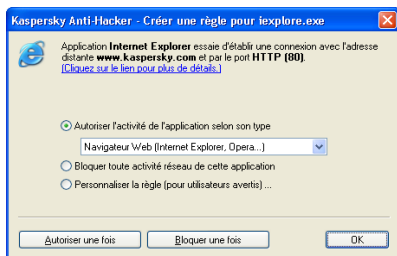 Kaspersky Anti-Hacker - Créer une règle pour iexplore.exe
Application Internet Explorer essaie d'établir une connexion avec l'adresse
distante www.kaspersky.com et par le port HTTP (80).
(Cliquez sur le lien pour plus de détails.)
Autoriser l'activité de l'application selon son type
Navigateur Web (Internet Explorer, Opera...)
Bloquer toute activité réseau de cette application
Personnaliser la règle (pour utilisateurs avertis) ...
Autoriser une fois
Bloquer une fois
OK